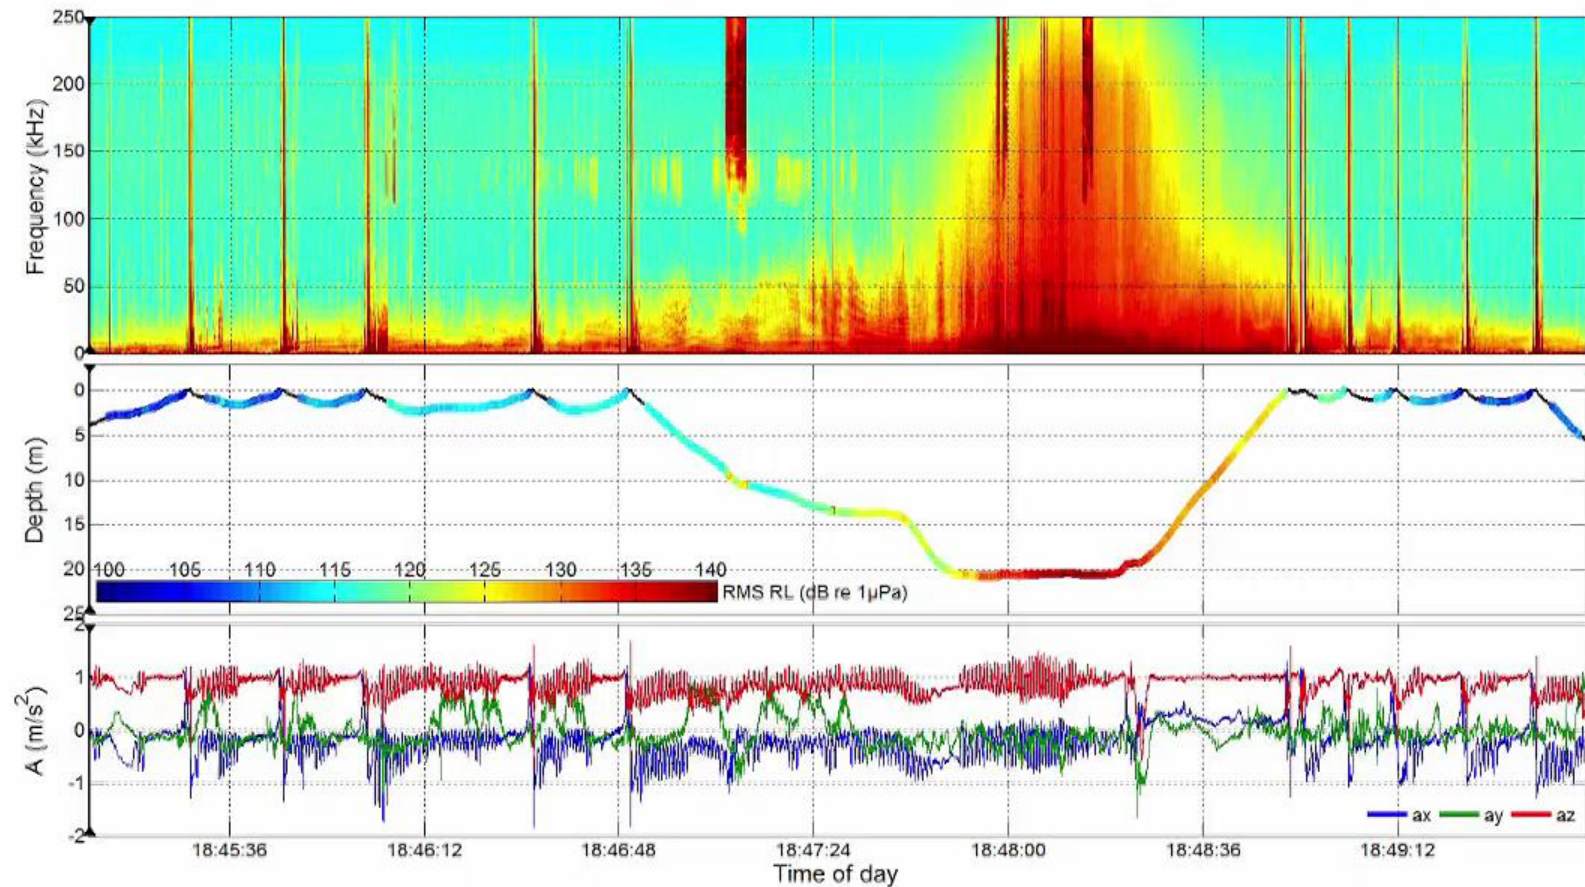 250
200
150
100
50
0
Frequency (kHz)
0
5
10
15
20
25
Depth (m)
100 105 110 115 120 125 130 135 140
RMS RL (dB re 1µPa)
2
1
0
-1
-2
A (m/s²)
ax ay az
18:45:36 18:46:12 18:46:48 18:47:24 18:48:00 18:48:36 18:49:12
Time of day